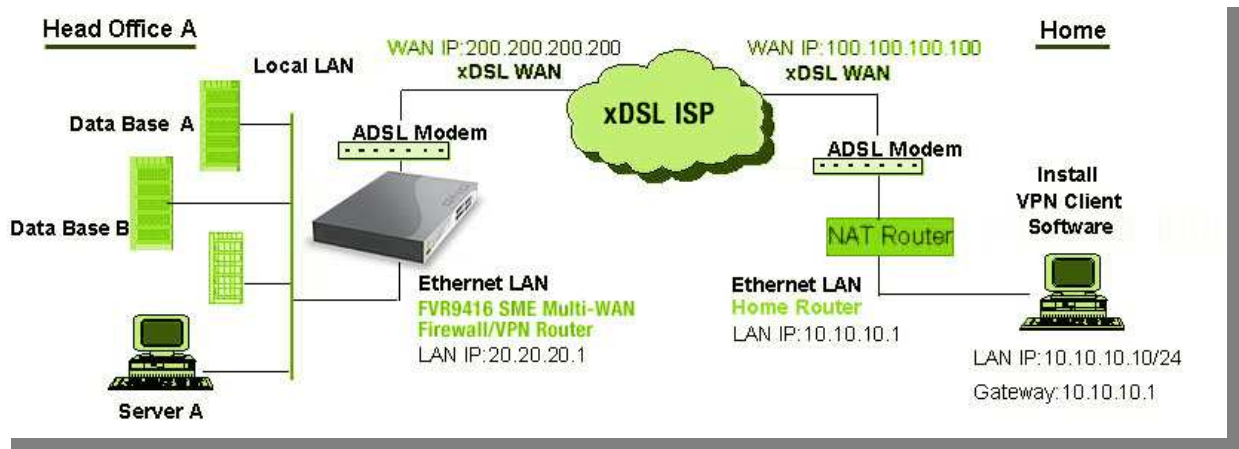 Head Office A
Local LAN
Data Base A
Data Base B
Server A
WAN IP:200.200.200.200
xDSL WAN
ADSL Modem
Ethernet LAN
FVR9416 SME Multi-WAN
Firewall/VPN Router
LAN IP:20.20.20.1
xDSL ISP
WAN IP:100.100.100.100
xDSL WAN
ADSL Modem
NAT Router
Ethernet LAN
Home Router
LAN IP:10.10.10.1
Home
Install
VPN Client
Software
LAN IP:10.10.10.10/24
Gateway:10.10.10.1